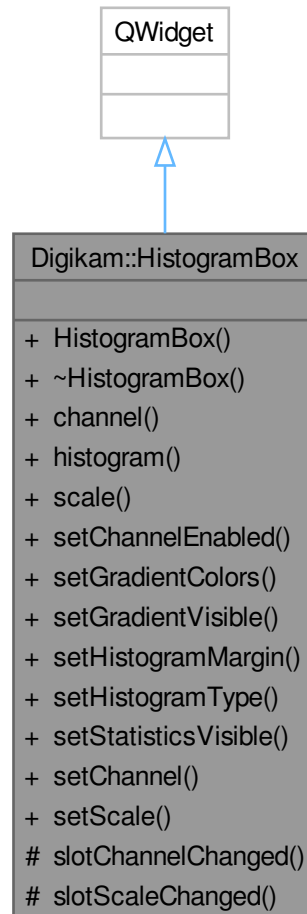 QWidget
Digikam::HistogramBox
+ HistogramBox()
+ ~HistogramBox()
+ channel()
+ histogram()
+ scale()
+ setChannelEnabled()
+ setGradientColors()
+ setGradientVisible()
+ setHistogramMargin()
+ setHistogramType()
+ setStatisticsVisible()
+ setChannel()
+ setScale()
# slotChannelChanged()
# slotScaleChanged()